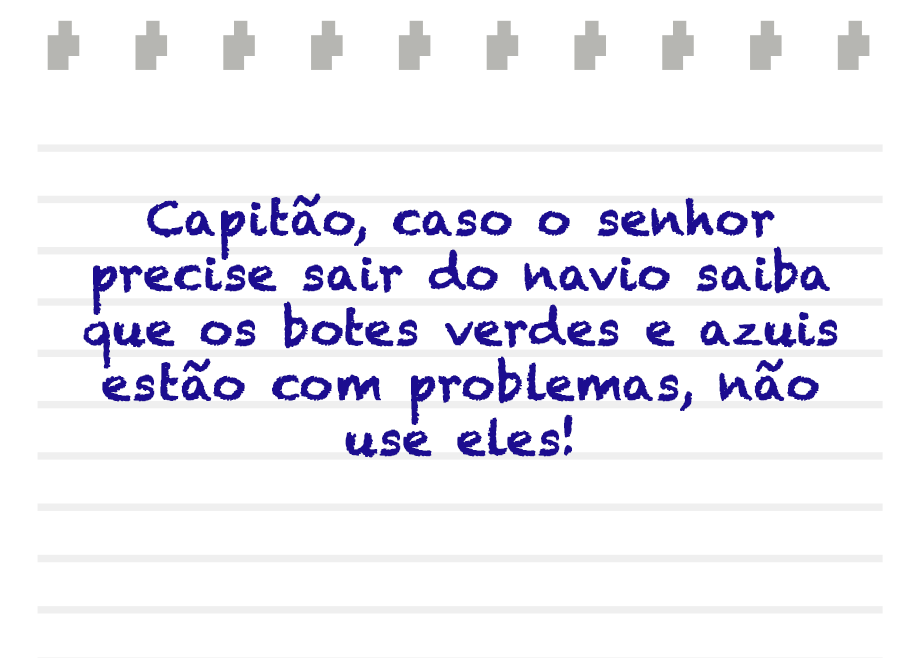 Capitão, caso o senhor
precise sair do navio saiba
que os botes verdes e azuis
estão com problemas, não
use eles!